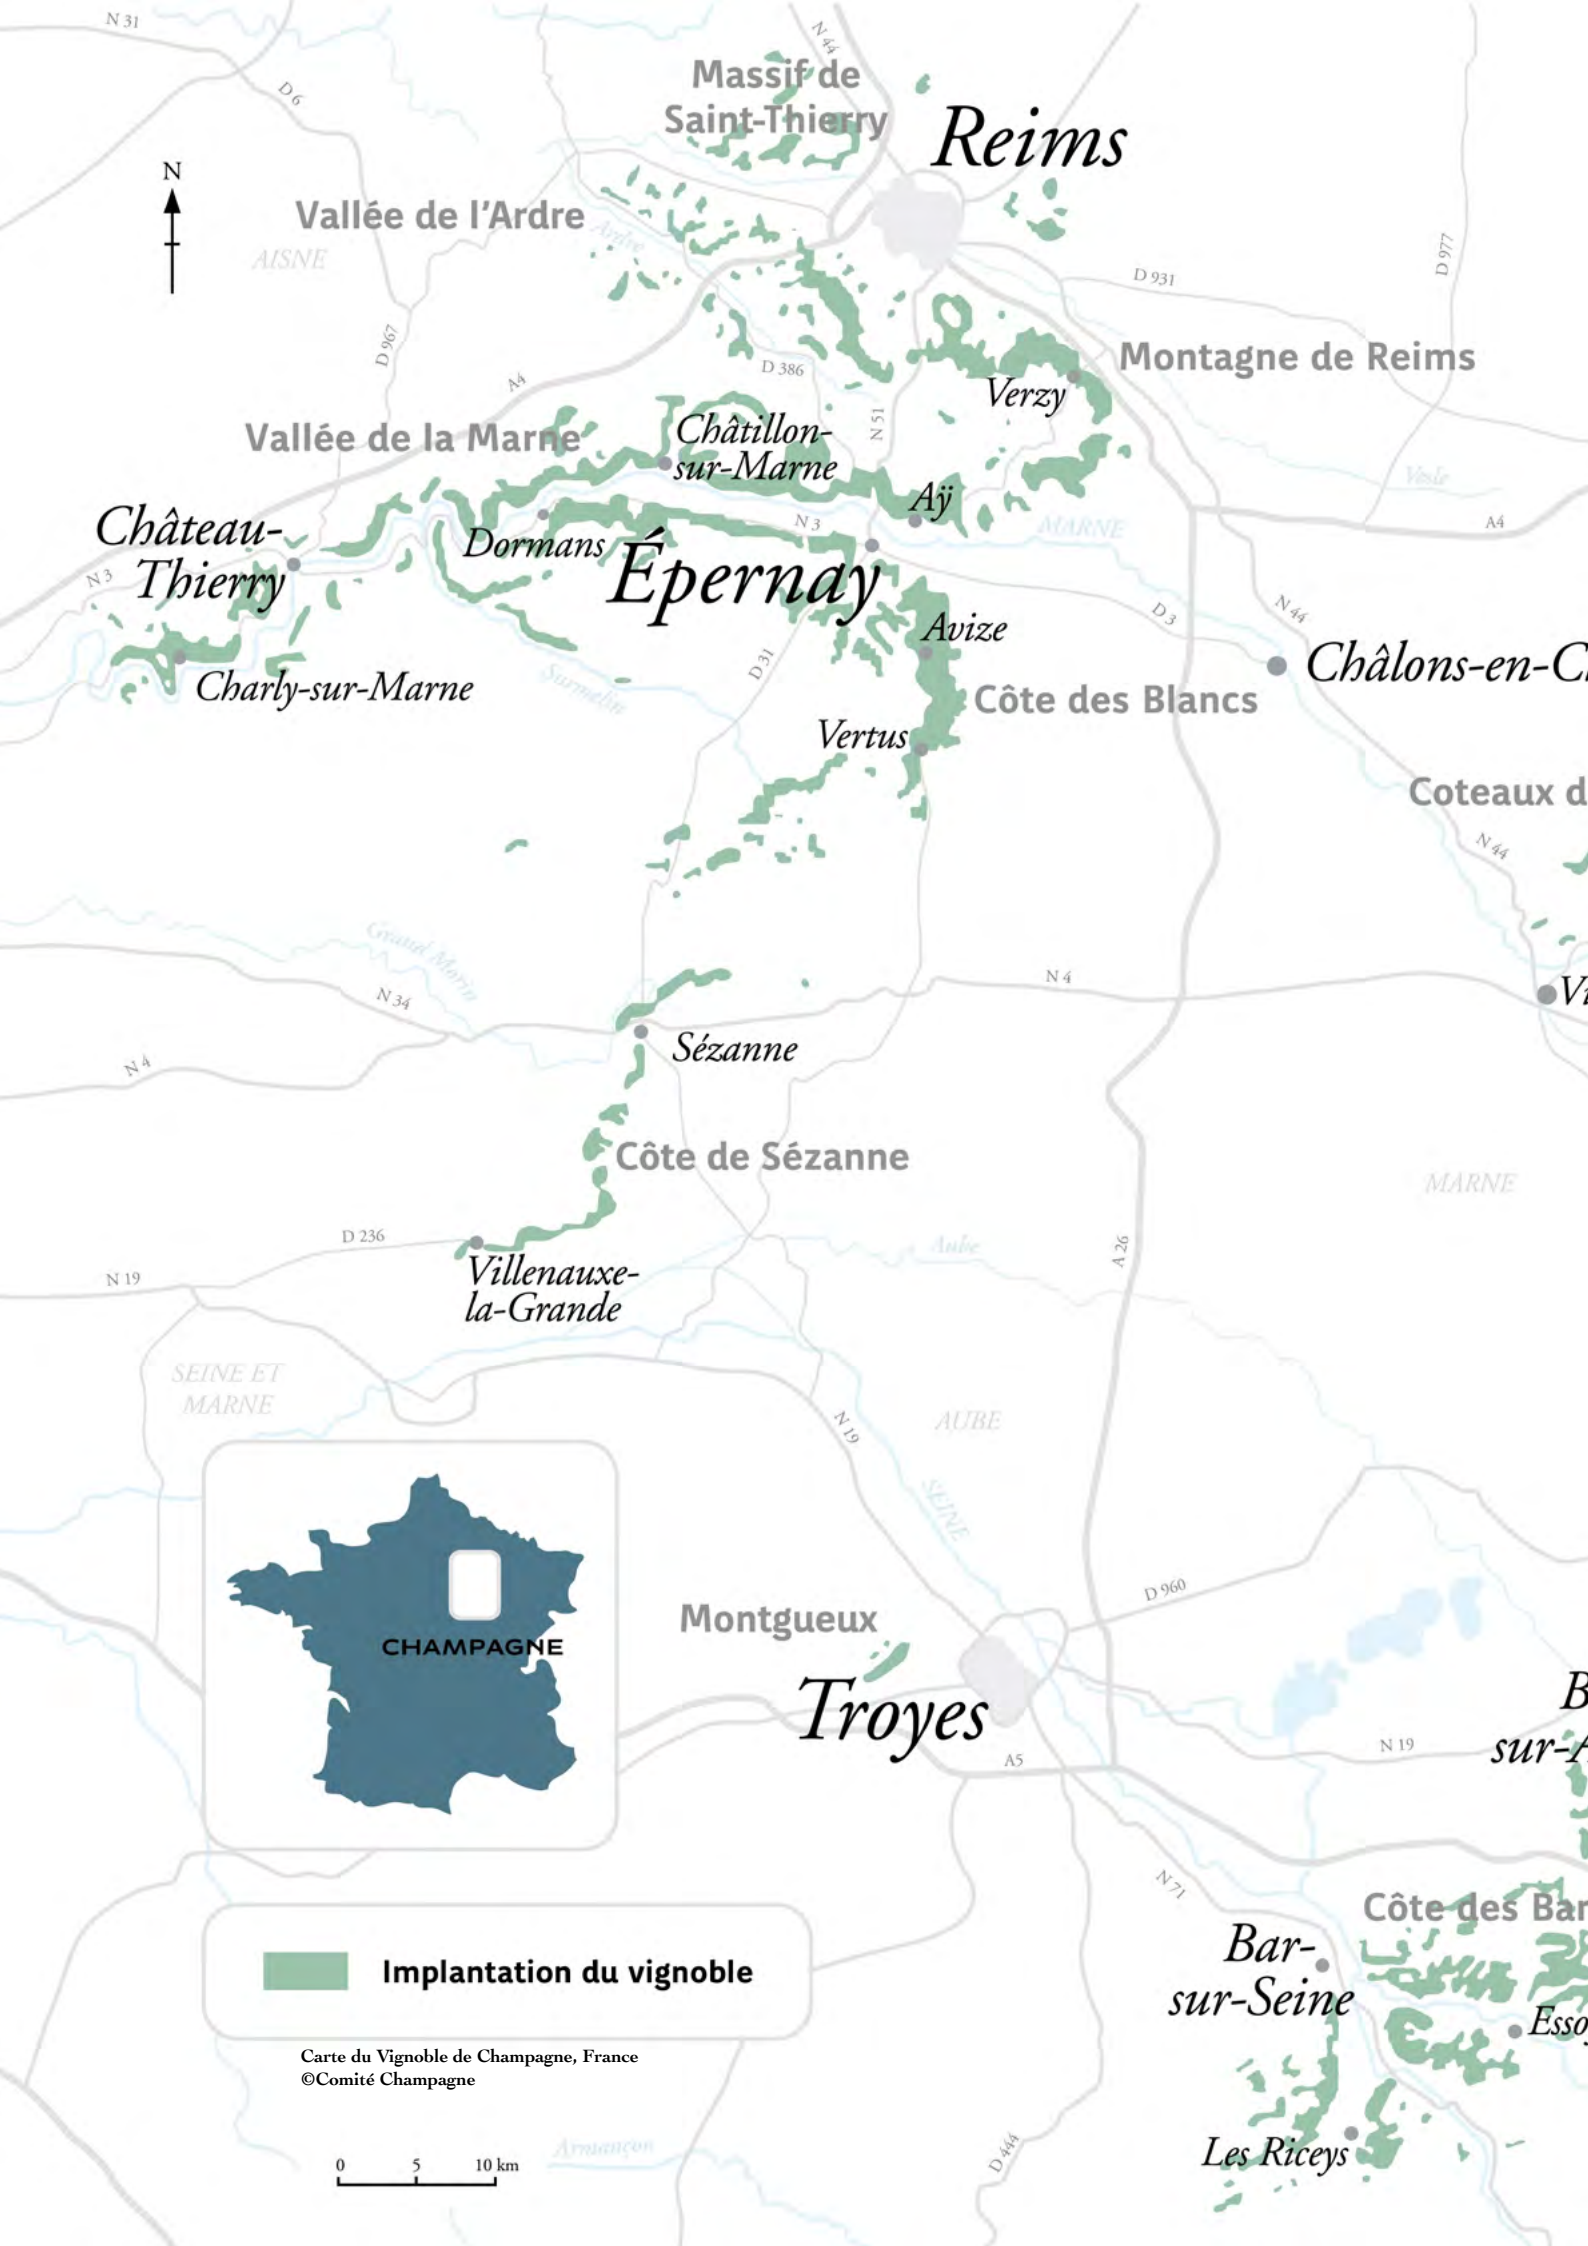 N 31
N 44
D 6
Massif de
Saint-Thierry
Reims
N
Vallée de l'Ardre
Ardre
AISNE
D 977
D 931
D 967
Montagne de Reims
D 386
A4
Verzy
N 51
Châtillon-
sur-Marne
Vallée de la Marne
Vesle
Aÿ
Château-
Thierry
N 3
MARNE
A4
Dormans
Épernay
N 3
D 3
N 44
Avize
Châlons-en-C
D 31
Charly-sur-Marne
Surmelin
Côte des Blancs
Vertus
Coteaux d
N 44
Grand Morin
N 34
N 4
Vi
Sézanne
N 4
Côte de Sézanne
MARNE
D 236
Aube
A 26
N 19
Villenauxe-
la-Grande
SEINE ET
MARNE
N 19
AUBE
SEINE
D 960
Montgueux
CHAMPAGNE
Troyes
B
sur-A
N 19
A5
N 71
Côte des Bar
Bar-
sur-Seine
Implantation du vignoble
Esso
Carte du Vignoble de Champagne, France
©Comité Champagne
Armançon
D 444
Les Riceys
0 5 10 km